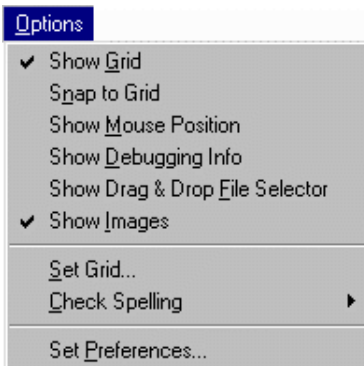 Options
Show Grid
Snap to Grid
Show Mouse Position
Show Debugging Info
Show Drag & Drop File Selector
Show Images
Set Grid...
Check Spelling
Set Preferences...